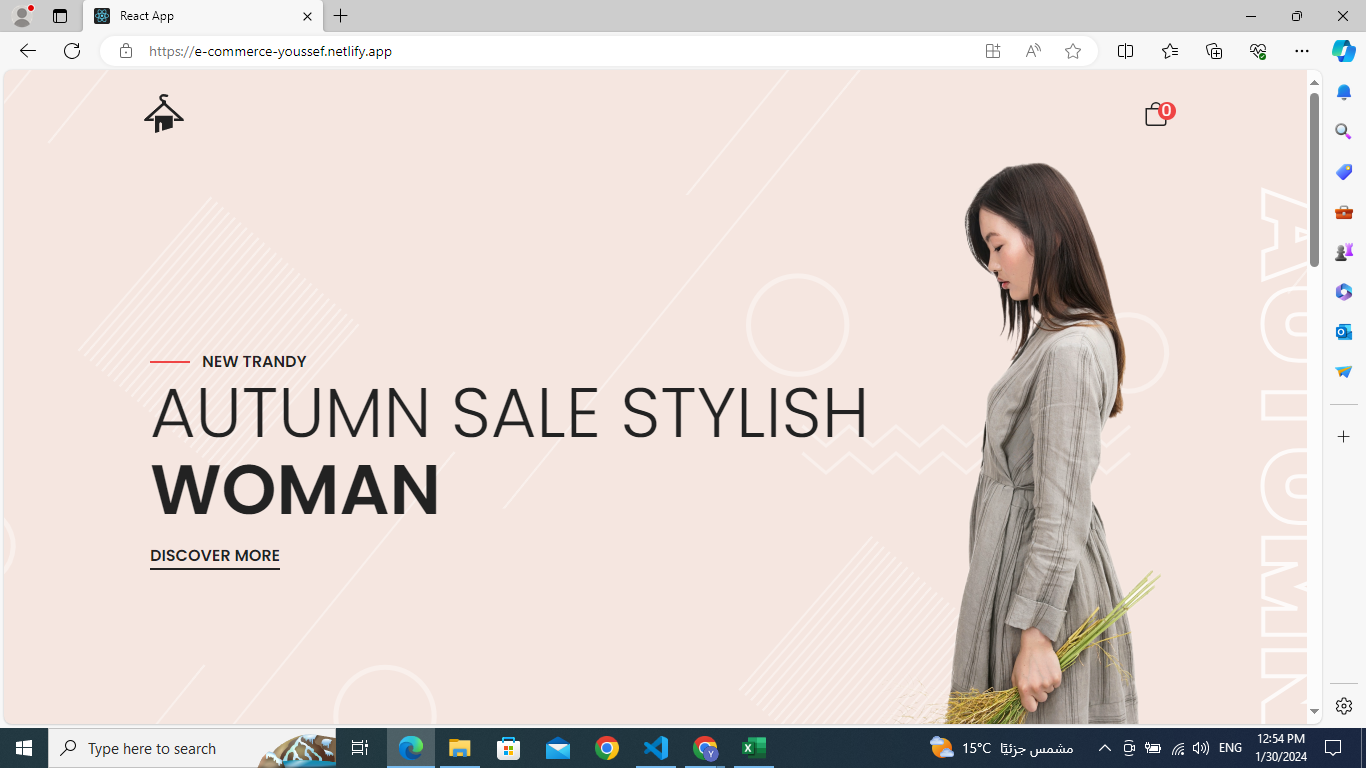 React App
https://e-commerce-youssef.netlify.app
0
NEW TRANDY
AUTUMN SALE STYLISH
WOMAN
DISCOVER MORE
AUTUMN
Type here to search
15°C مشمس جزئيًا
ENG
12:54 PM
1/30/2024